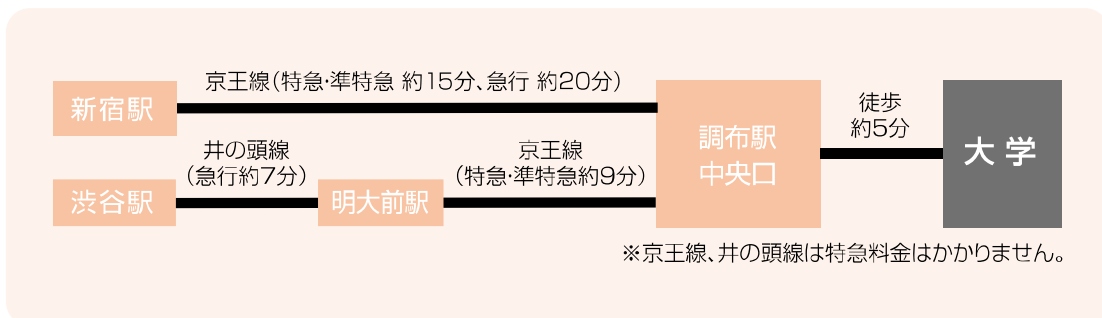 京王線(特急・準特急 約15分、急行 約20分)
新宿駅
井の頭線
(急行約7分)
京王線
(特急・準特急約9分)
渋谷駅
明大前駅
調布駅
中央口
徒歩
約5分
大学
※京王線、井の頭線は特急料金はかかりません。